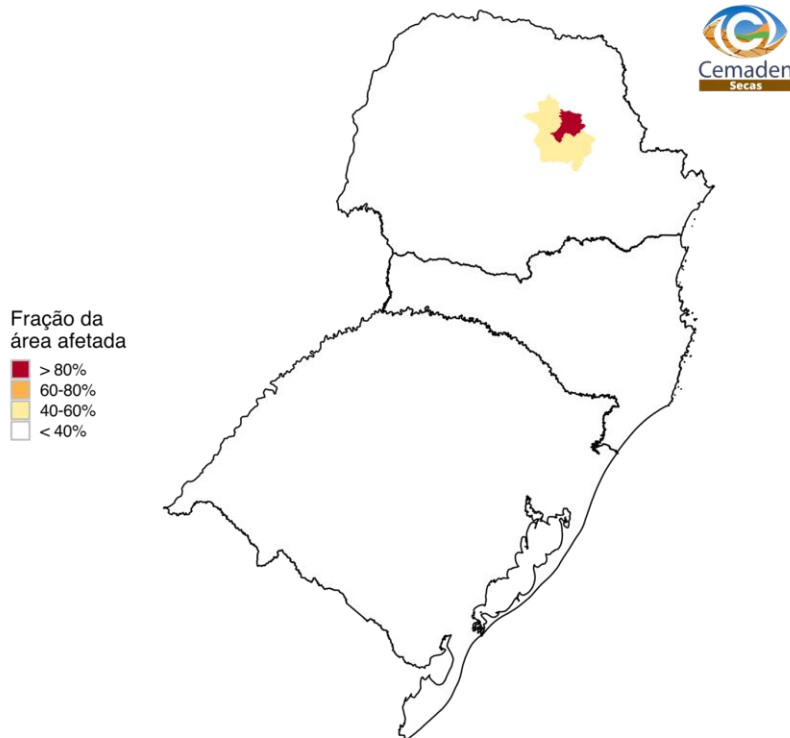 Cemaden
Secas
Fração da
área afetada
> 80%
60-80%
40-60%
< 40%